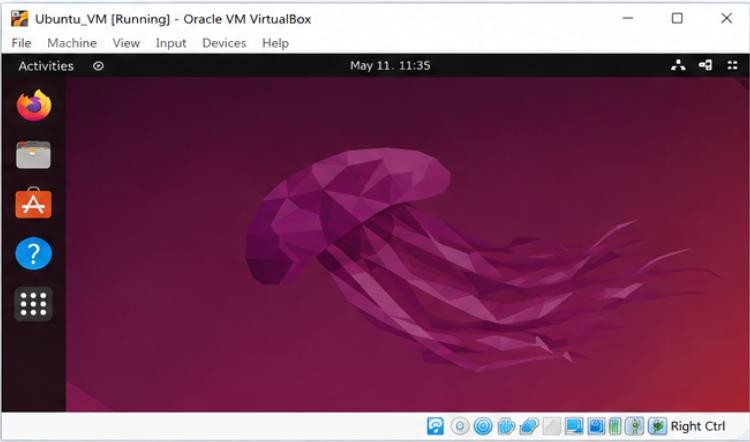 Ubuntu_VM [Running] - Oracle VM VirtualBox
File Machine View Input Devices Help
Activities May 11. 11:35
?
Right Ctrl